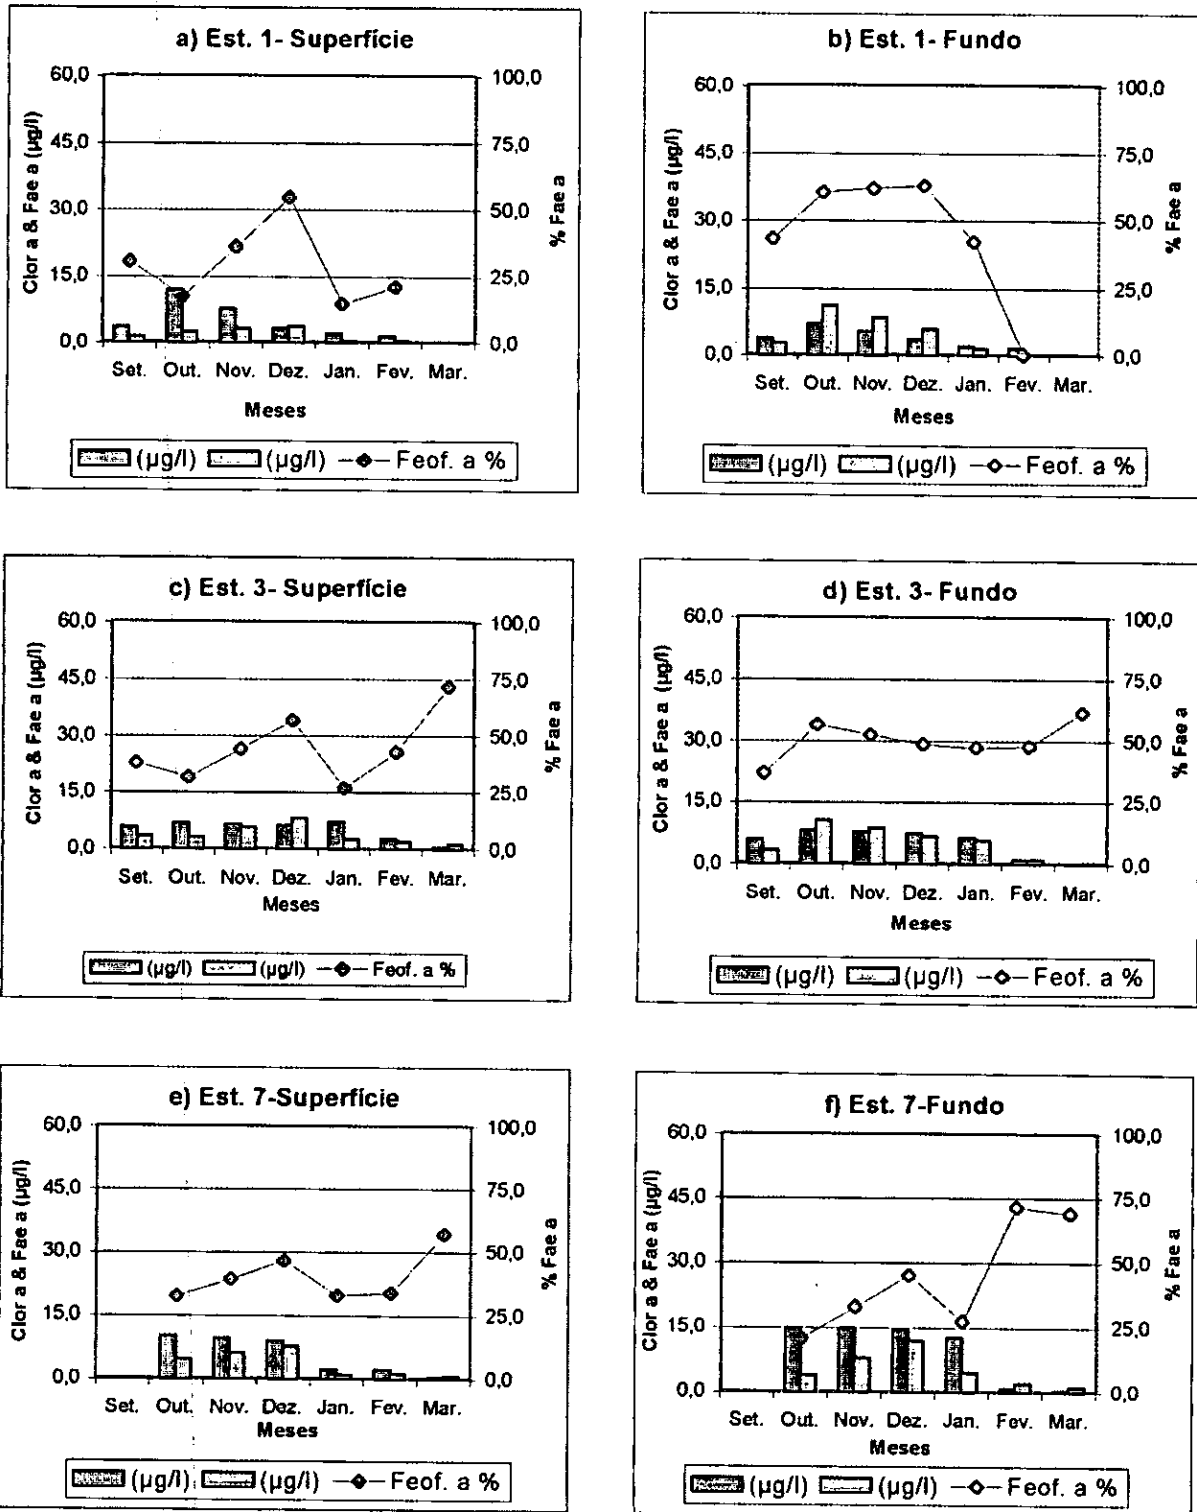 a) Est. 1- Superfície
Clor a & Fae a (µg/l)
60,0
45,0
30,0
15,0
0,0
100,0
75,0
50,0
25,0
0,0
% Fae a
Set. Out. Nov. Dez. Jan. Fev. Mar.
Meses
(µg/l) (µg/l) Feof. a %
b) Est. 1- Fundo
Clor a & Fae a (µg/l)
60,0
45,0
30,0
15,0
0,0
100,0
75,0
50,0
25,0
0,0
% Fae a
Set. Out. Nov. Dez. Jan. Fev. Mar.
Meses
(µg/l) (µg/l) Feof. a %
c) Est. 3- Superfície
Clor a & Fae a (µg/l)
60,0
45,0
30,0
15,0
0,0
100,0
75,0
50,0
25,0
0,0
% Fae a
Set. Out. Nov. Dez. Jan. Fev. Mar.
Meses
(µg/l) (µg/l) Feof. a %
d) Est. 3- Fundo
Clor a & Fae a (µg/l)
60,0
45,0
30,0
15,0
0,0
100,0
75,0
50,0
25,0
0,0
% Fae a
Set. Out. Nov. Dez. Jan. Fev. Mar.
Meses
(µg/l) (µg/l) Feof. a %
e) Est. 7-Superfície
Clor a & Fae a (µg/l)
60,0
45,0
30,0
15,0
0,0
100,0
75,0
50,0
25,0
0,0
% Fae a
Set. Out. Nov. Dez. Jan. Fev. Mar.
Meses
(µg/l) (µg/l) Feof. a %
f) Est. 7-Fundo
Clor a & Fae a (µg/l)
60,0
45,0
30,0
15,0
0,0
100,0
75,0
50,0
25,0
0,0
% Fae a
Set. Out. Nov. Dez. Jan. Fev. Mar.
Meses
(µg/l) (µg/l) Feof. a %